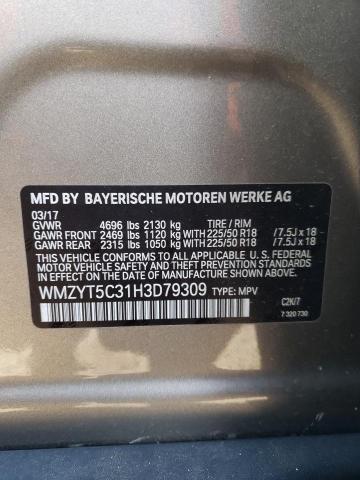 MFD BY BAYERISCHE MOTOREN WERKE AG
03/17
GVWR 4696 lbs 2130 kg TIRE / RIM
GAWR FRONT 2469 lbs 1120 kg WITH 225/50 R18 /7.5J x 18
GAWR REAR 2315 lbs 1050 kg WITH 225/50 R18 /7.5J x 18
THIS VEHICLE CONFORMS TO ALL APPLICABLE
U.S. FEDERAL MOTOR VEHICLE SAFETY STANDARDS
IN EFFECT ON THE DATE OF MANUFACTURE SHOWN ABOVE.
WMZYT5C31H3D79309 TYPE: MPV
C2K/7
7 320 730